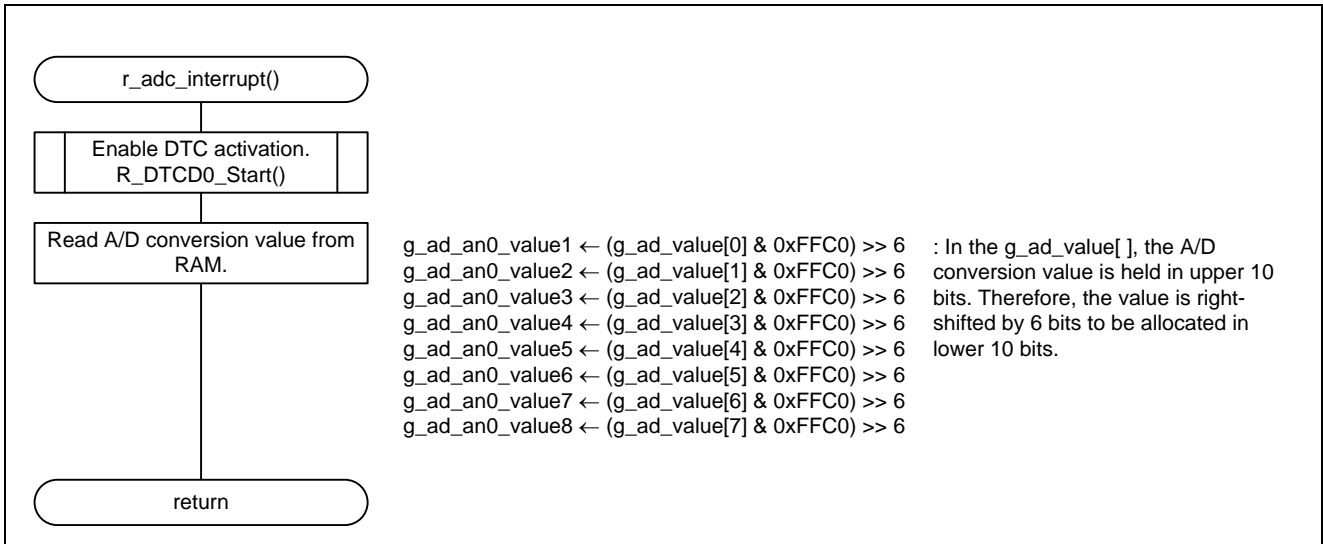 r_adc_interrupt()
Enable DTC activation.
R_DTCD0_Start()
Read A/D conversion value from
RAM.
g_ad_an0_value1 ← (g_ad_value[0] & 0xFFC0) >> 6
g_ad_an0_value2 ← (g_ad_value[1] & 0xFFC0) >> 6
g_ad_an0_value3 ← (g_ad_value[2] & 0xFFC0) >> 6
g_ad_an0_value4 ← (g_ad_value[3] & 0xFFC0) >> 6
g_ad_an0_value5 ← (g_ad_value[4] & 0xFFC0) >> 6
g_ad_an0_value6 ← (g_ad_value[5] & 0xFFC0) >> 6
g_ad_an0_value7 ← (g_ad_value[6] & 0xFFC0) >> 6
g_ad_an0_value8 ← (g_ad_value[7] & 0xFFC0) >> 6
: In the g_ad_value[ ], the A/D
conversion value is held in upper 10
bits. Therefore, the value is right-
shifted by 6 bits to be allocated in
lower 10 bits.
return